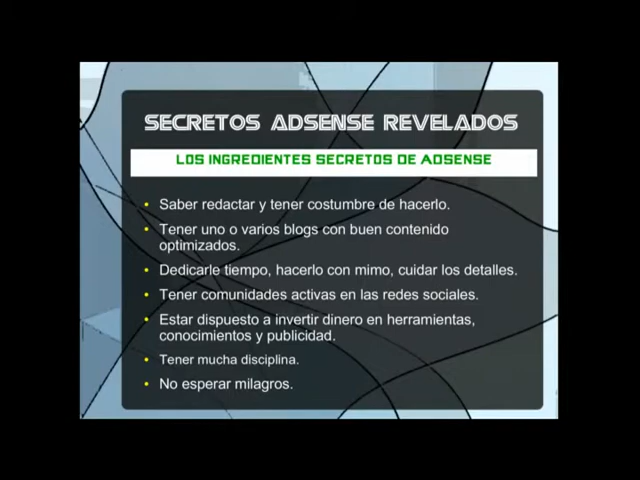 SECRETOS ADSENSE REVELADOS
LOS INGREDIENTES SECRETOS DE ADSENSE
• Saber redactar y tener costumbre de hacerlo.
• Tener uno o varios blogs con buen contenido
optimizados.
• Dedicarle tiempo, hacerlo con mimo, cuidar los detalles.
• Tener comunidades activas en las redes sociales.
• Estar dispuesto a invertir dinero en herramientas,
conocimientos y publicidad.
• Tener mucha disciplina.
• No esperar milagros.